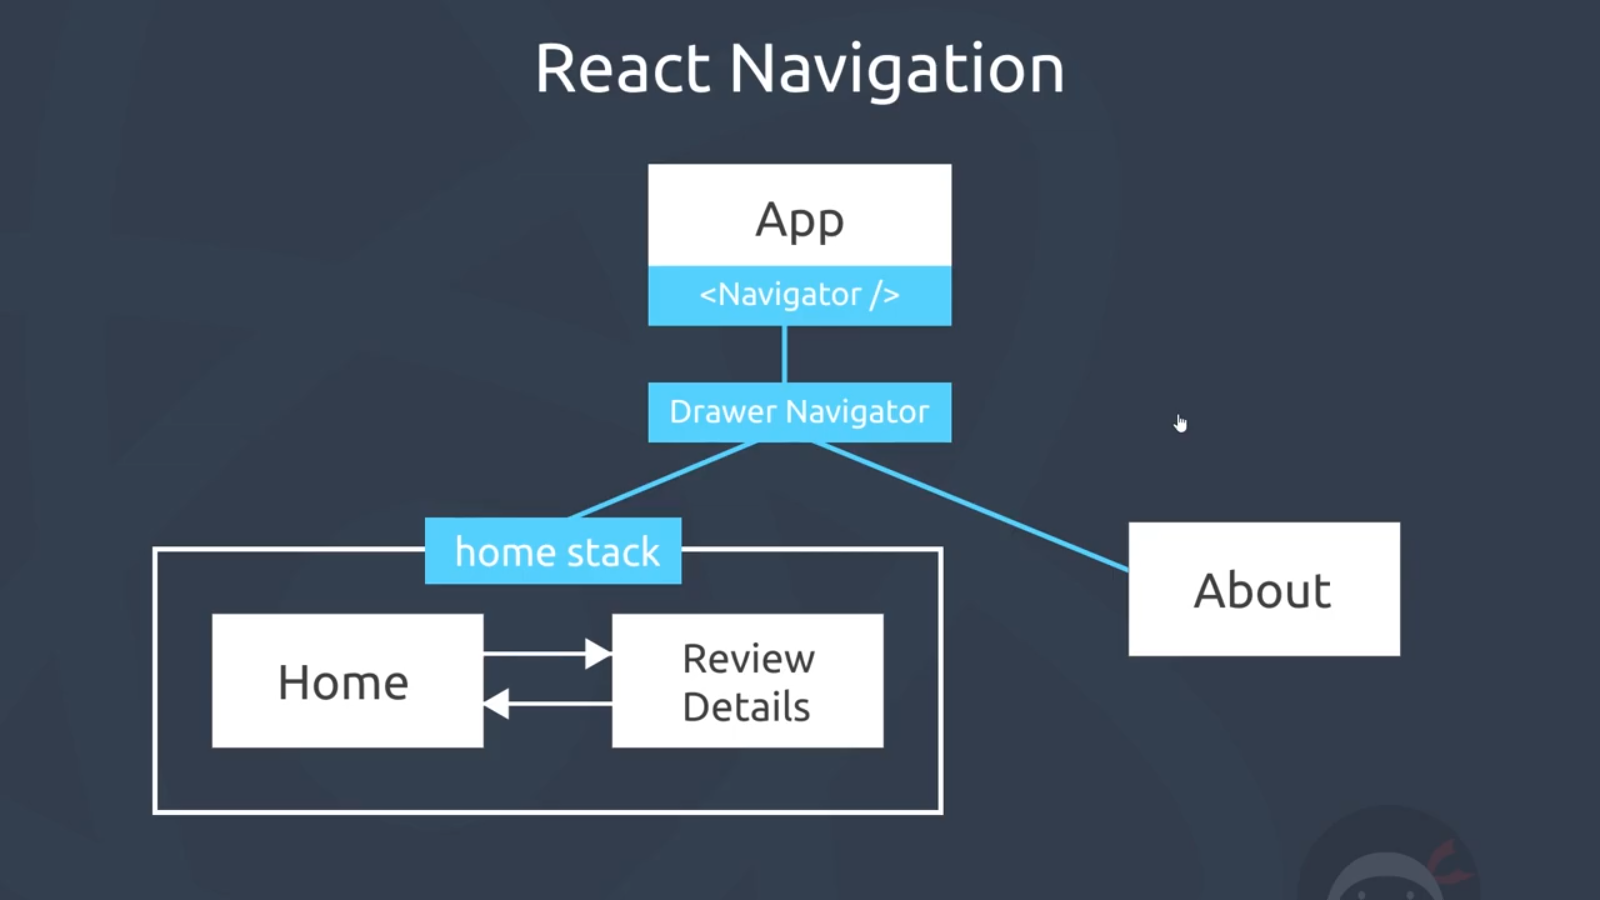 React Navigation
App
<Navigator />
Drawer Navigator
home stack
Home
Review
Details
About